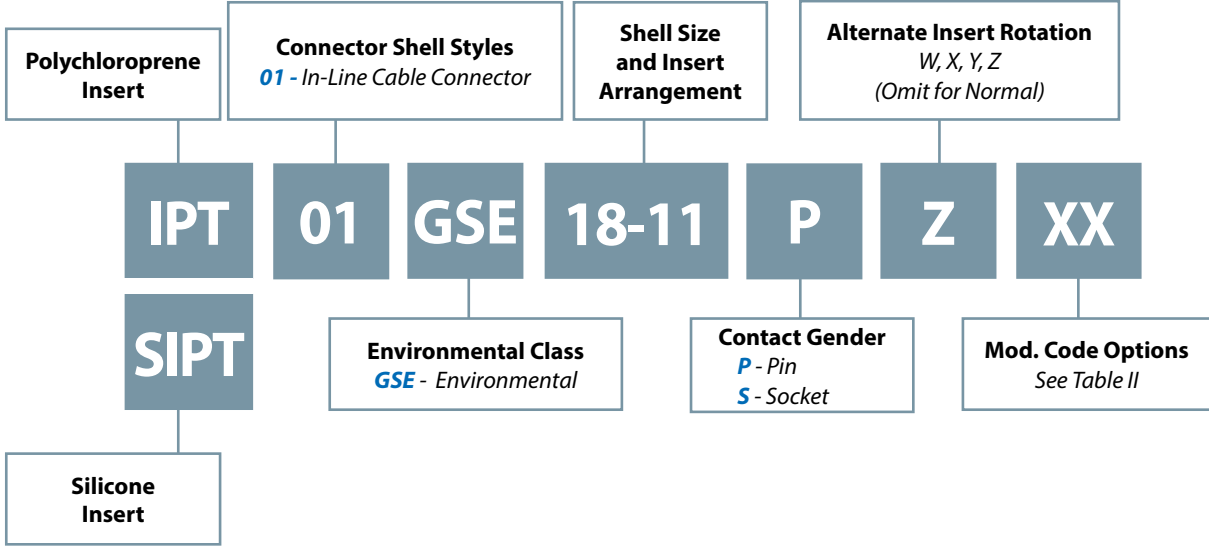 Polychloroprene
Insert
Connector Shell Styles
01 - In-Line Cable Connector
Shell Size
and Insert
Arrangement
Alternate Insert Rotation
W, X, Y, Z
(Omit for Normal)
IPT
01
GSE
18-11
P
Z
XX
SIPT
Environmental Class
GSE - Environmental
Contact Gender
P - Pin
S - Socket
Mod. Code Options
See Table II
Silicone
Insert